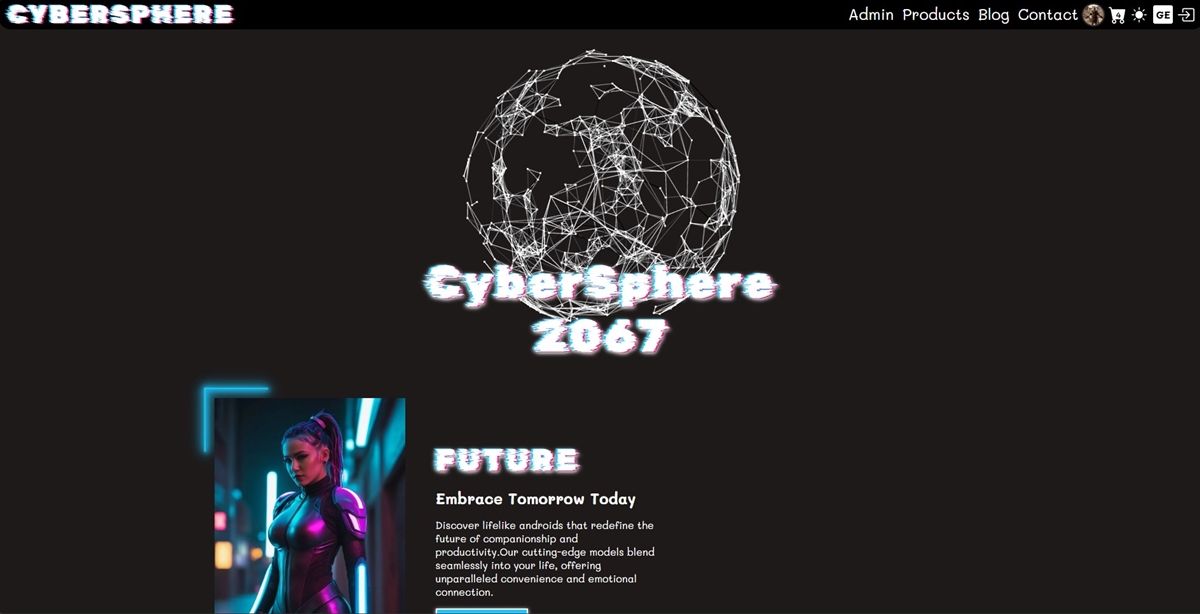 CYBERSPHERE
Admin Products Blog Contact 4 GE
CyberSphere
2067
FUTURE
Embrace Tomorrow Today
Discover lifelike androids that redefine the
future of companionship and
productivity.Our cutting-edge models blend
seamlessly into your life, offering
unparalleled convenience and emotional
connection.